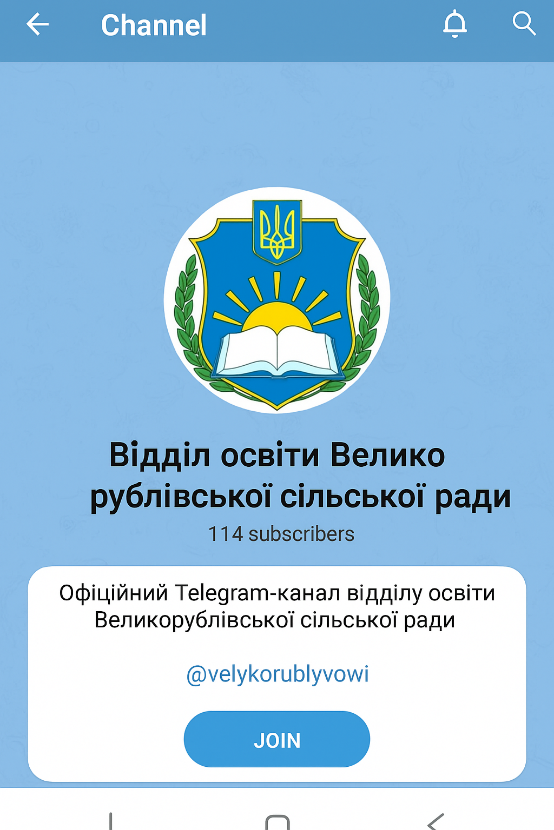 Channel
Відділ освіти Велико
рублівської сільської ради
114 subscribers
Офіційний Telegram-канал відділу освіти
Великорублівської сільської ради
@velykorublyvowi
JOIN